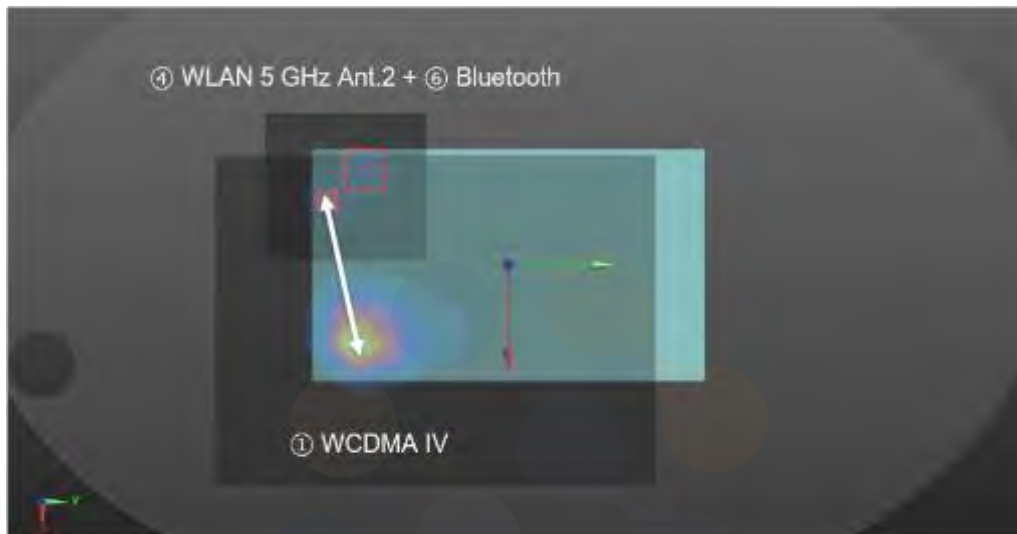 ④ WLAN 5 GHz Ant.2 + ⑥ Bluetooth
① WCDMA IV
Y